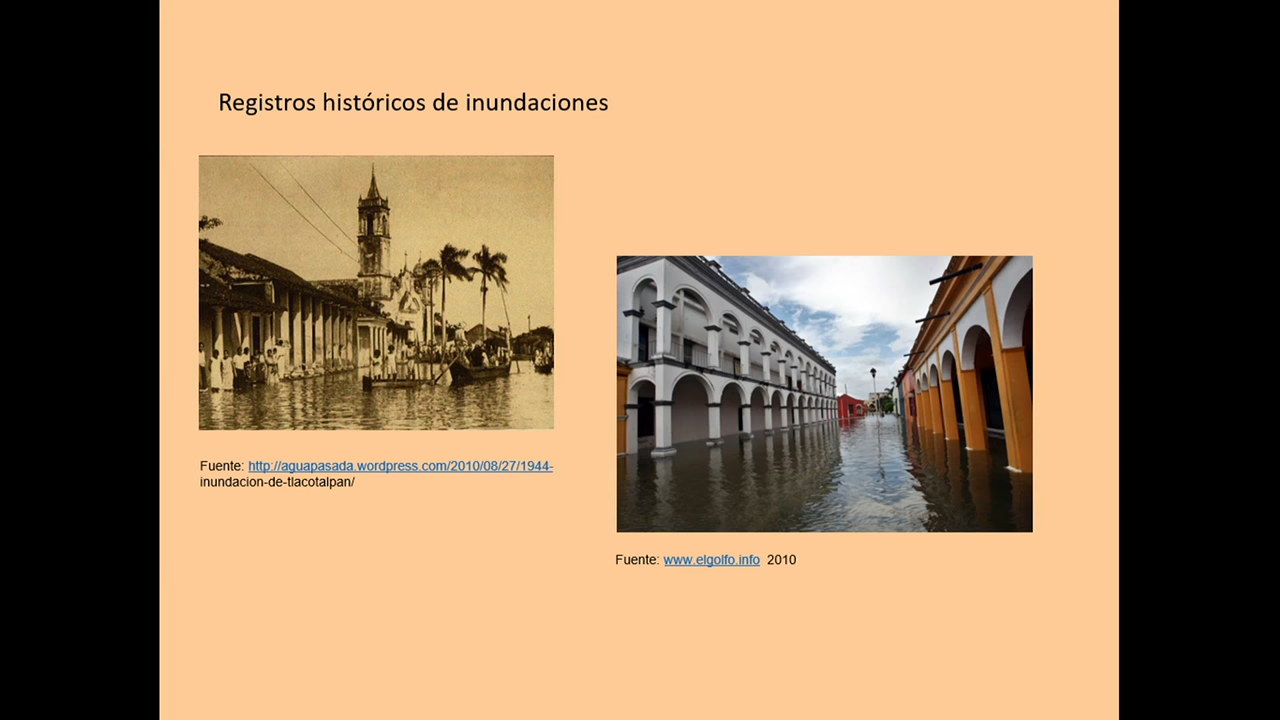 Registros históricos de inundaciones
Fuente: http://aguapasada.wordpress.com/2010/08/27/1944-
inundacion-de-tlacotalpan/
Fuente: www.elgolfo.info 2010